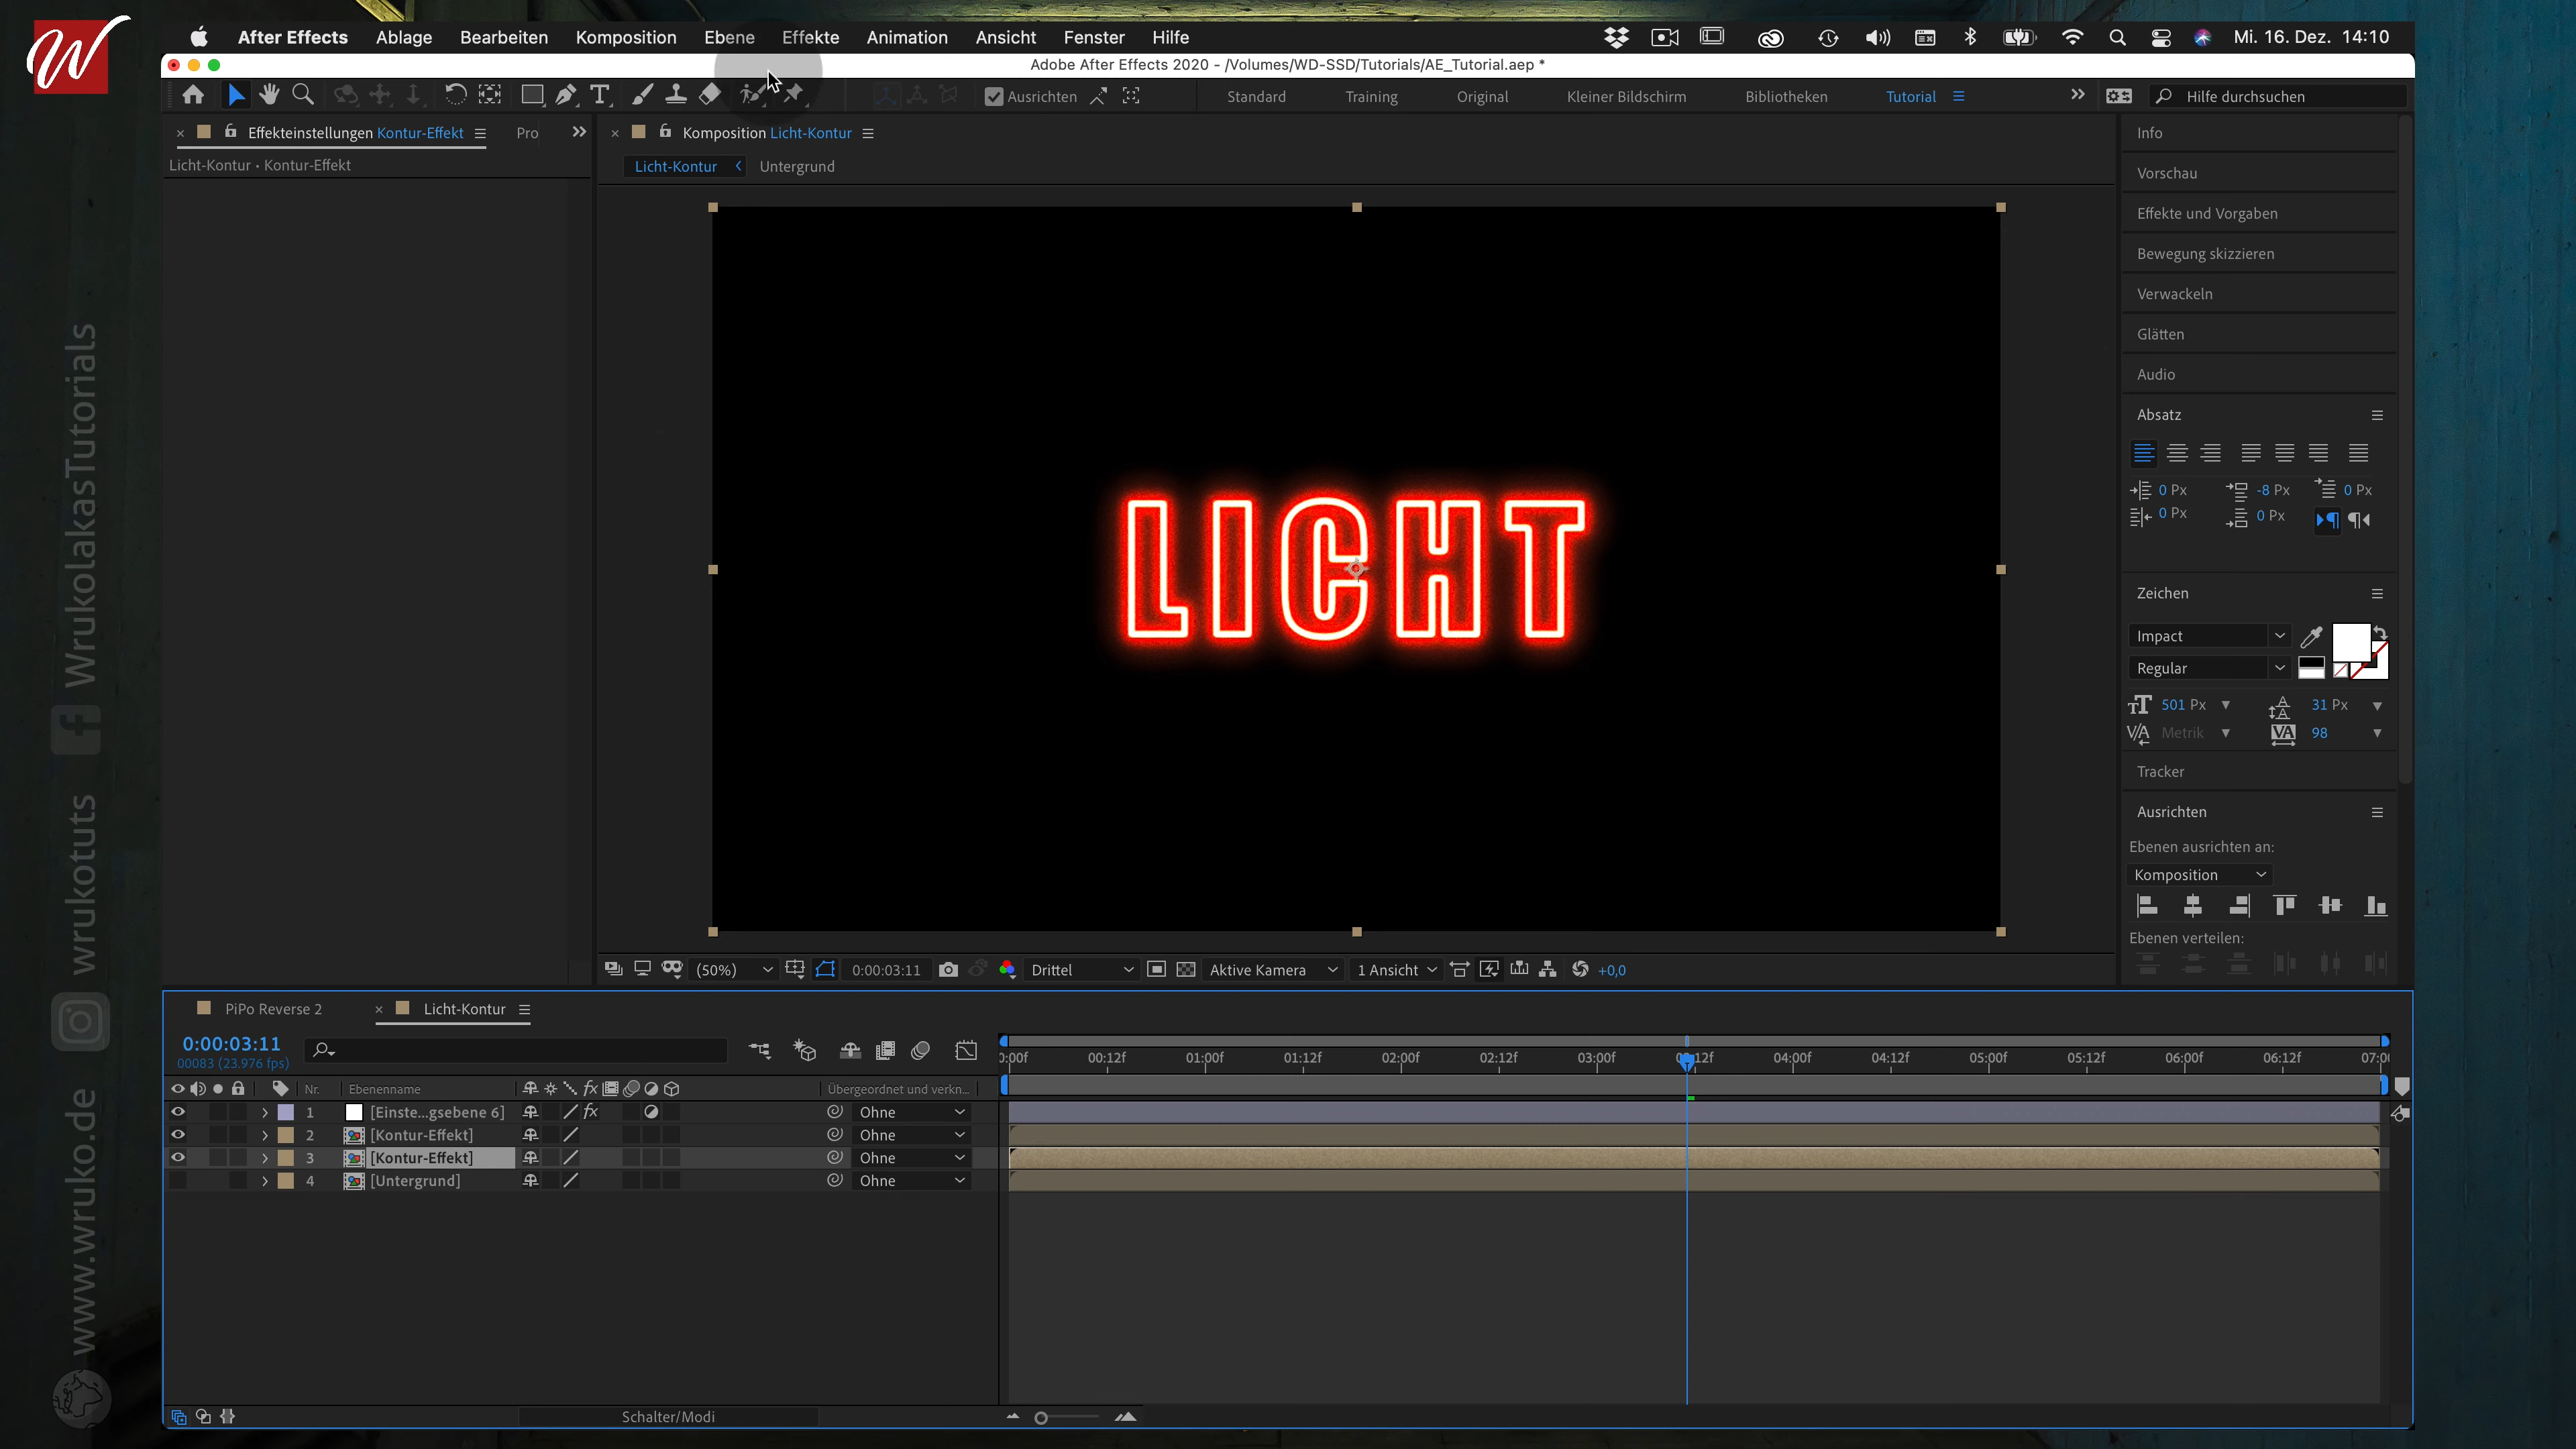 W
After Effects Ablage Bearbeiten Komposition Ebene Effekte Animation Ansicht Fenster Hilfe
Mi. 16. Dez. 14:10
Adobe After Effects 2020 - /Volumes/WD-SSD/Tutorials/AE_Tutorial.aep *
Ausrichten
Standard Training Original Kleiner Bildschirm Bibliotheken Tutorial
Hilfe durchsuchen
Effekteinstellungen Kontur-Effekt
Pro
Komposition Licht-Kontur
Licht-Kontur • Kontur-Effekt
Licht-Kontur
Untergrund
LICHT
Info
Vorschau
Effekte und Vorgaben
Bewegung skizzieren
Verwackeln
Glätten
Audio
Absatz
0 Px -8 Px 0 Px
0 Px 0 Px
Zeichen
Impact
Regular
501 Px 31 Px
Metrik 98
Tracker
Ausrichten
Ebenen ausrichten an:
Komposition
Ebenen verteilen:
(50%) 0:00:03:11 Drittel Aktive Kamera 1 Ansicht +0,0
PiPo Reverse 2
Licht-Kontur
0:00:03:11
00083 (23.976 fps)
0:00f 00:12f 01:00f 01:12f 02:00f 02:12f 03:00f 03:12f 04:00f 04:12f 05:00f 05:12f 06:00f 06:12f 07:0
Nr. Ebenenname fx Übergeordnet und verkn...
1 [Einste...gsebene 6] fx Ohne
2 [Kontur-Effekt] Ohne
3 [Kontur-Effekt] Ohne
4 [Untergrund] Ohne
Schalter/Modi
WrukolakasTutorials
wrukotuts
www.wruko.de